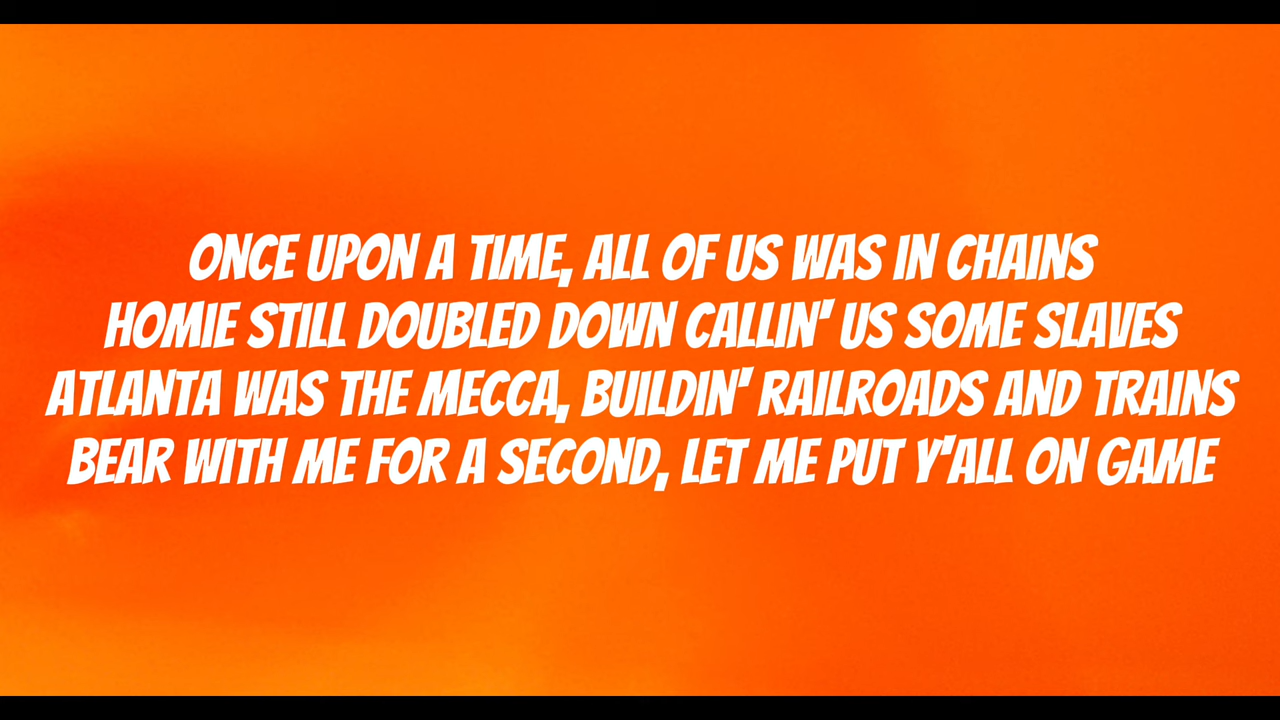 ONCE UPON A TIME, ALL OF US WAS IN CHAINS
HOMIE STILL DOUBLED DOWN CALLIN' US SOME SLAVES
ATLANTA WAS THE MECCA, BUILDIN' RAILROADS AND TRAINS
BEAR WITH ME FOR A SECOND, LET ME PUT Y'ALL ON GAME